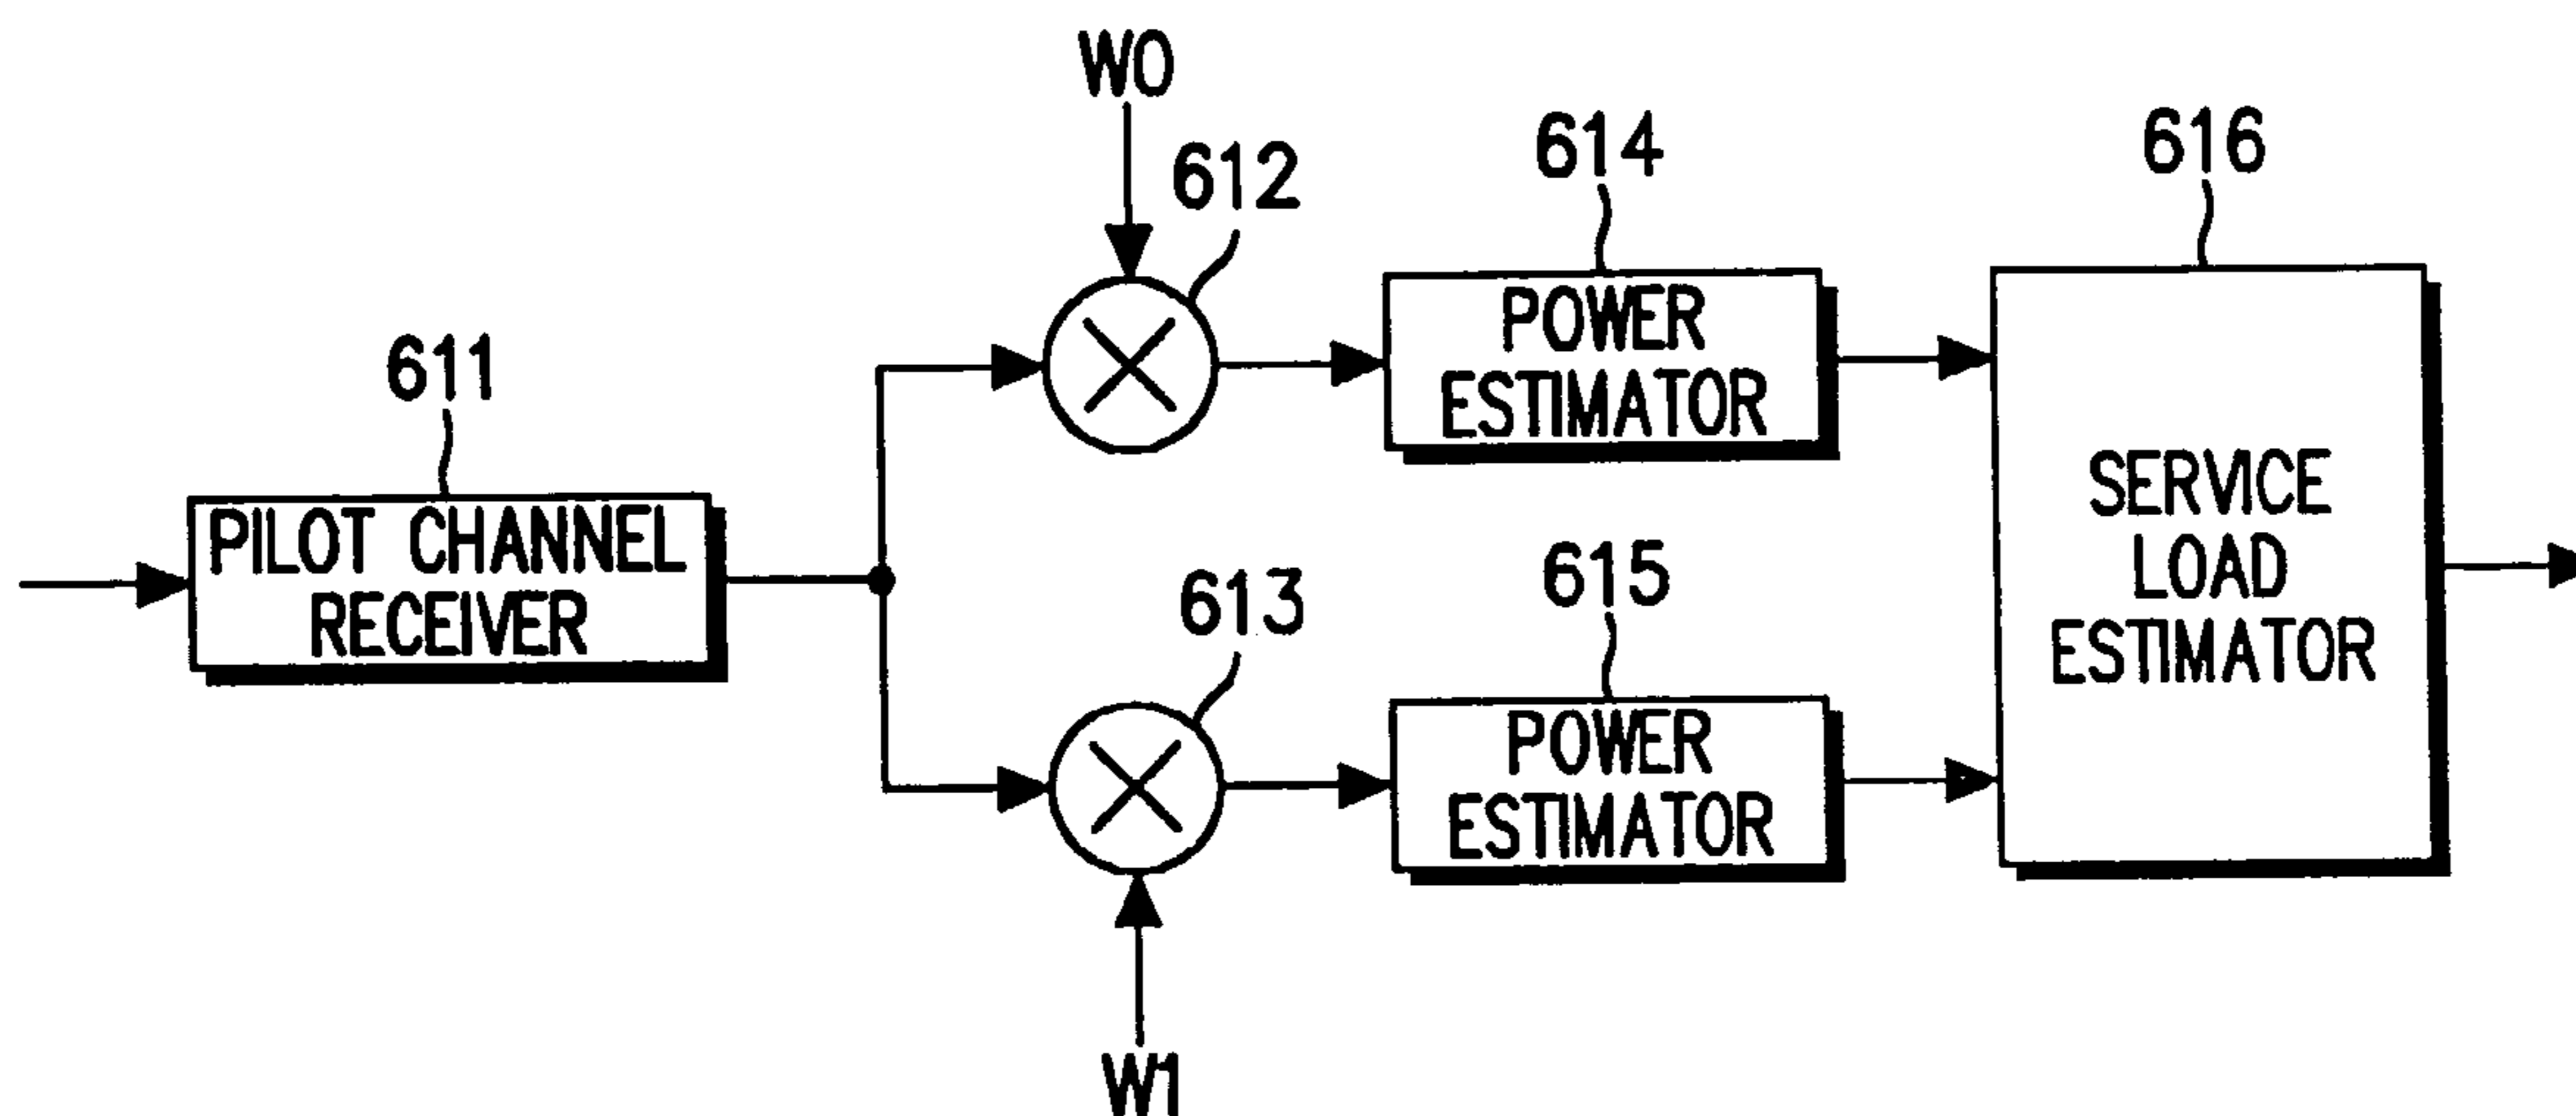 W0
612
614
616
611
POWER
ESTIMATOR
PILOT CHANNEL
RECEIVER
SERVICE
LOAD
ESTIMATOR
613
615
POWER
ESTIMATOR
W1